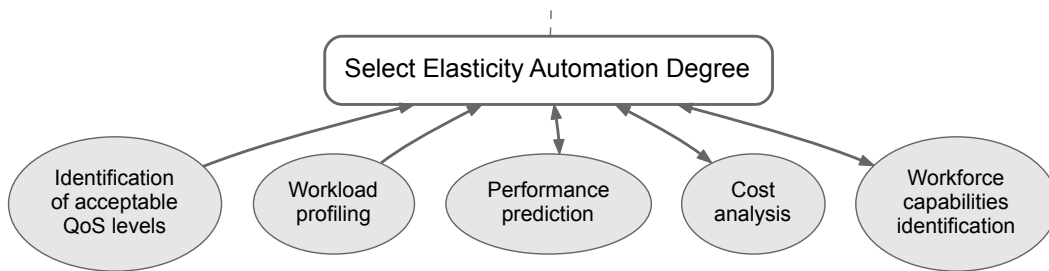 Select Elasticity Automation Degree
Identification
of acceptable
QoS levels
Workload
profiling
Performance
prediction
Cost
analysis
Workforce
capabilities
identification